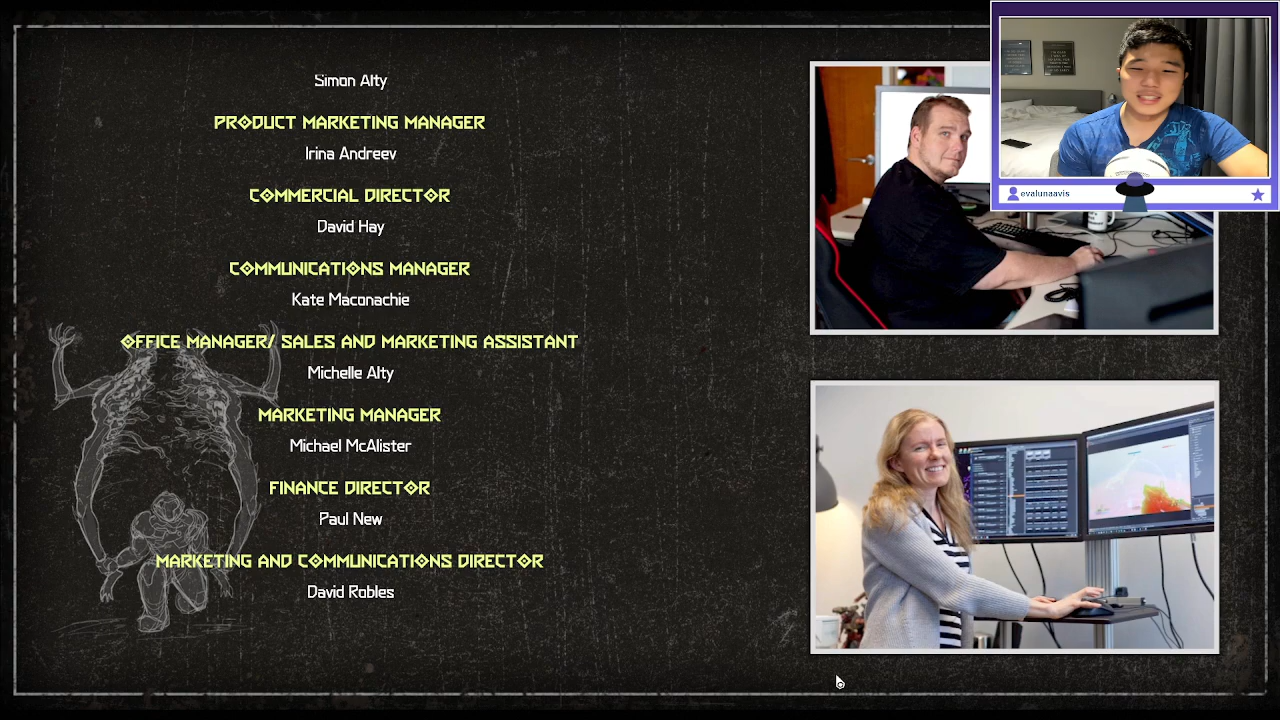 Simon Alty
PRODUCT MARKETING MANAGER
Irina Andreev
COMMERCIAL DIRECTOR
David Hay
COMMUNICATIONS MANAGER
Kate Maconachie
OFFICE MANAGER/ SALES AND MARKETING ASSISTANT
Michelle Alty
MARKETING MANAGER
Michael McAlister
FINANCE DIRECTOR
Paul New
MARKETING AND COMMUNICATIONS DIRECTOR
David Robles
evalunaavis